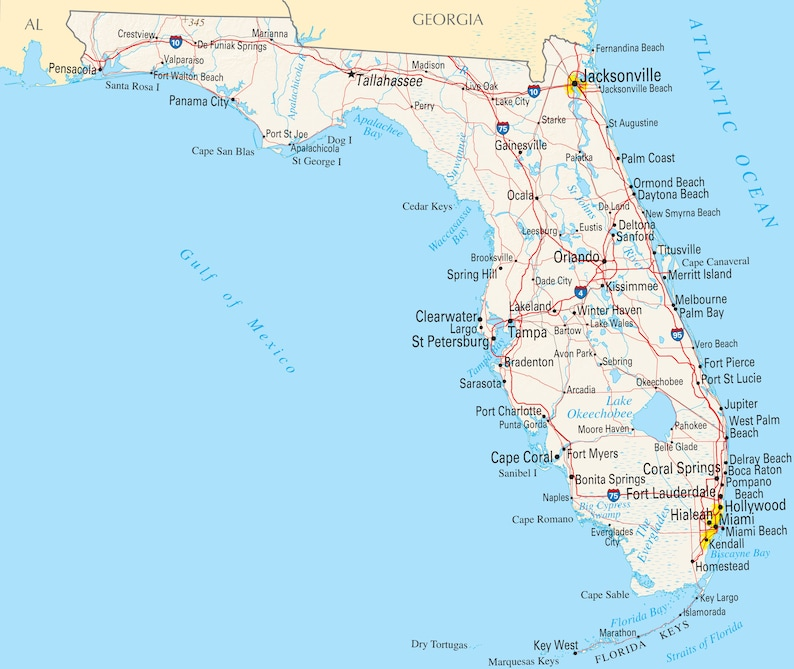 AL
GEORGIA
345
Crestview
10
Marianna
De Funiak Springs
Fernandina Beach
Valparaiso
Pensacola
Fort Walton Beach
Santa Rosa I
Madison
Tallahassee
Jacksonville
Live Oak
10
Jacksonville Beach
Lake City
Panama City
Apalachicola R
Perry
ATLANTIC OCEAN
Apalachee
Bay
Dog I
Port St Joe
Apalachicola
Cape San Blas
St George I
Starke
75
St Augustine
Gainesville
Suwannee
Palatka
Palm Coast
Ocala
St Johns
River
Ormond Beach
Daytona Beach
Cedar Keys
De Land
New Smyrna Beach
Waccasassa
Bay
Leesburg
Eustis
Deltona
Sanford
Titusville
Brooksville
Orlando
Cape Canaveral
Spring Hill
Dade City
Merritt Island
Kissimmee
Gulf of Mexico
4
Lakeland
Winter Haven
Melbourne
Palm Bay
Clearwater
Largo
Tampa
Bartow
Lake Wales
95
St Petersburg
Tampa Bay
Vero Beach
Avon Park
Sebring
Bradenton
Fort Pierce
Sarasota
Arcadia
Okeechobee
Port St Lucie
Lake
Okeechobee
Port Charlotte
Punta Gorda
Jupiter
Moore Haven
Pahokee
West Palm
Beach
Belle Glade
Cape Coral
Fort Myers
Delray Beach
Coral Springs
Boca Raton
Sanibel I
Bonita Springs
Pompano
Beach
75
Fort Lauderdale
Naples
Big Cypress
Swamp
Hollywood
Hialeah
Miami
Cape Romano
The
Everglades
Miami Beach
Everglades
City
Kendall
Biscayne Bay
Homestead
Cape Sable
Key Largo
Florida Bay
Islamorada
Marathon
Dry Tortugas
Key West
FLORIDA KEYS
Straits of Florida
Marquesas Keys